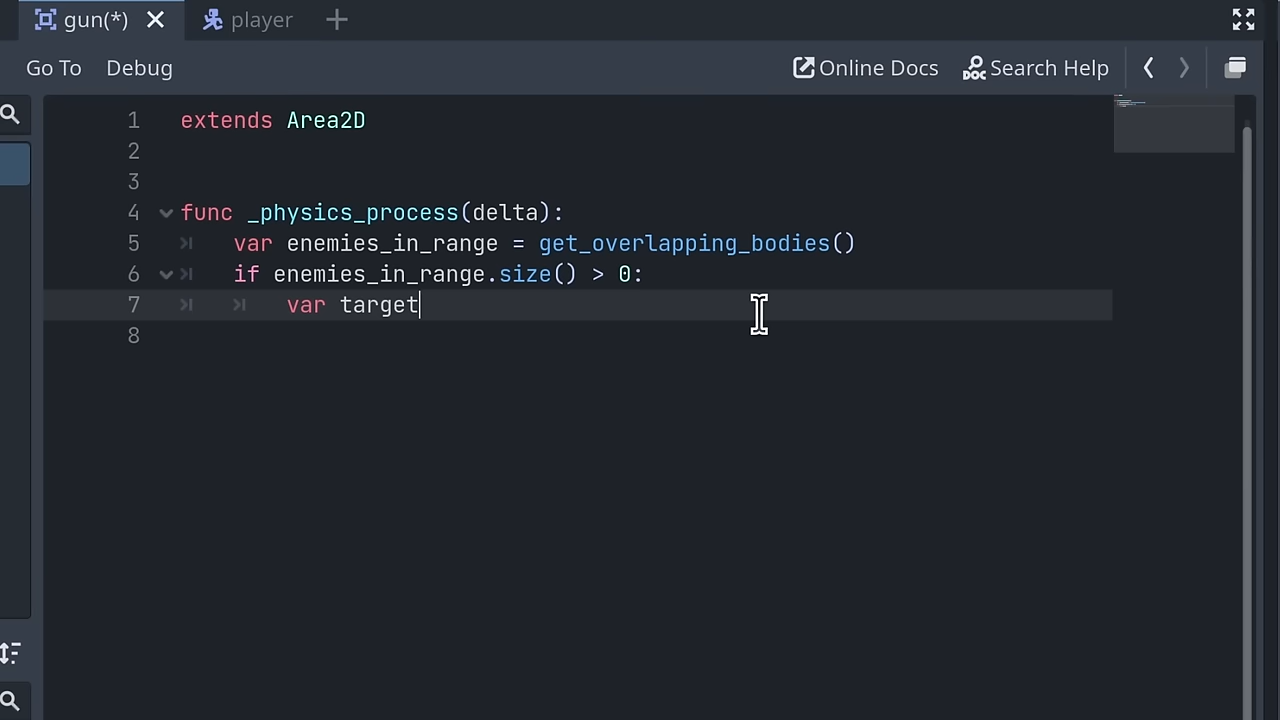 gun(*) player
Go To Debug Online Docs Search Help
1 extends Area2D
2
3
4 func _physics_process(delta):
5 var enemies_in_range = get_overlapping_bodies()
6 if enemies_in_range.size() > 0:
7 var target
8